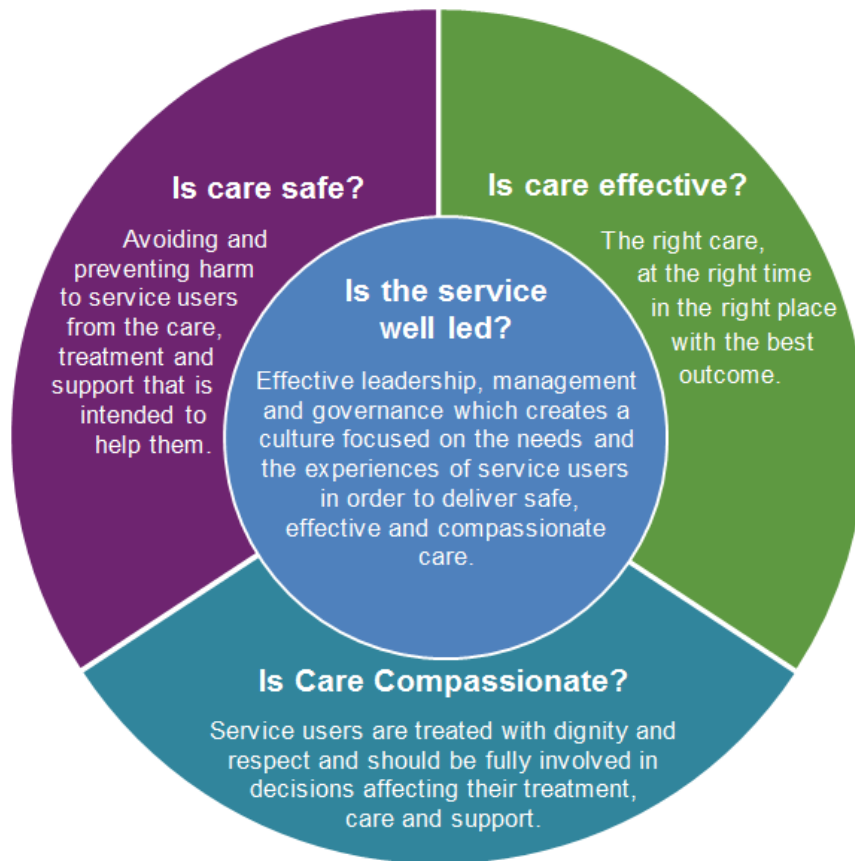 Is care safe?
Avoiding and
preventing harm
to service users
from the care,
treatment and
support that is
intended to
help them.
Is care effective?
The right care,
at the right time
in the right place
with the best
outcome.
Is the service
well led?
Effective leadership, management
and governance which creates a
culture focused on the needs and
the experiences of service users
in order to deliver safe,
effective and compassionate
care.
Is Care Compassionate?
Service users are treated with dignity and
respect and should be fully involved in
decisions affecting their treatment,
care and support.